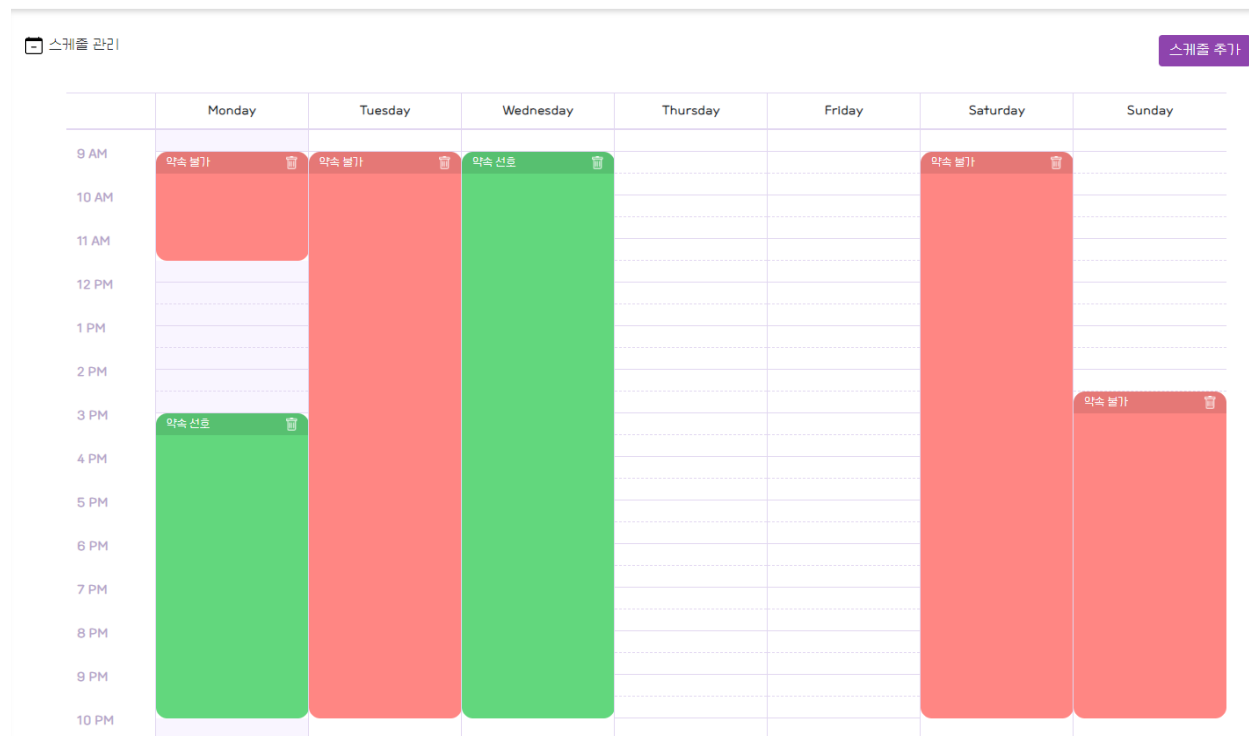 스케줄 관리
스케줄 추가
Monday Tuesday Wednesday Thursday Friday Saturday Sunday
9 AM
약속 불가 약속 불가 약속 선호 약속 불가
10 AM
11 AM
12 PM
1 PM
2 PM
약속 불가
3 PM
약속 선호
4 PM
5 PM
6 PM
7 PM
8 PM
9 PM
10 PM